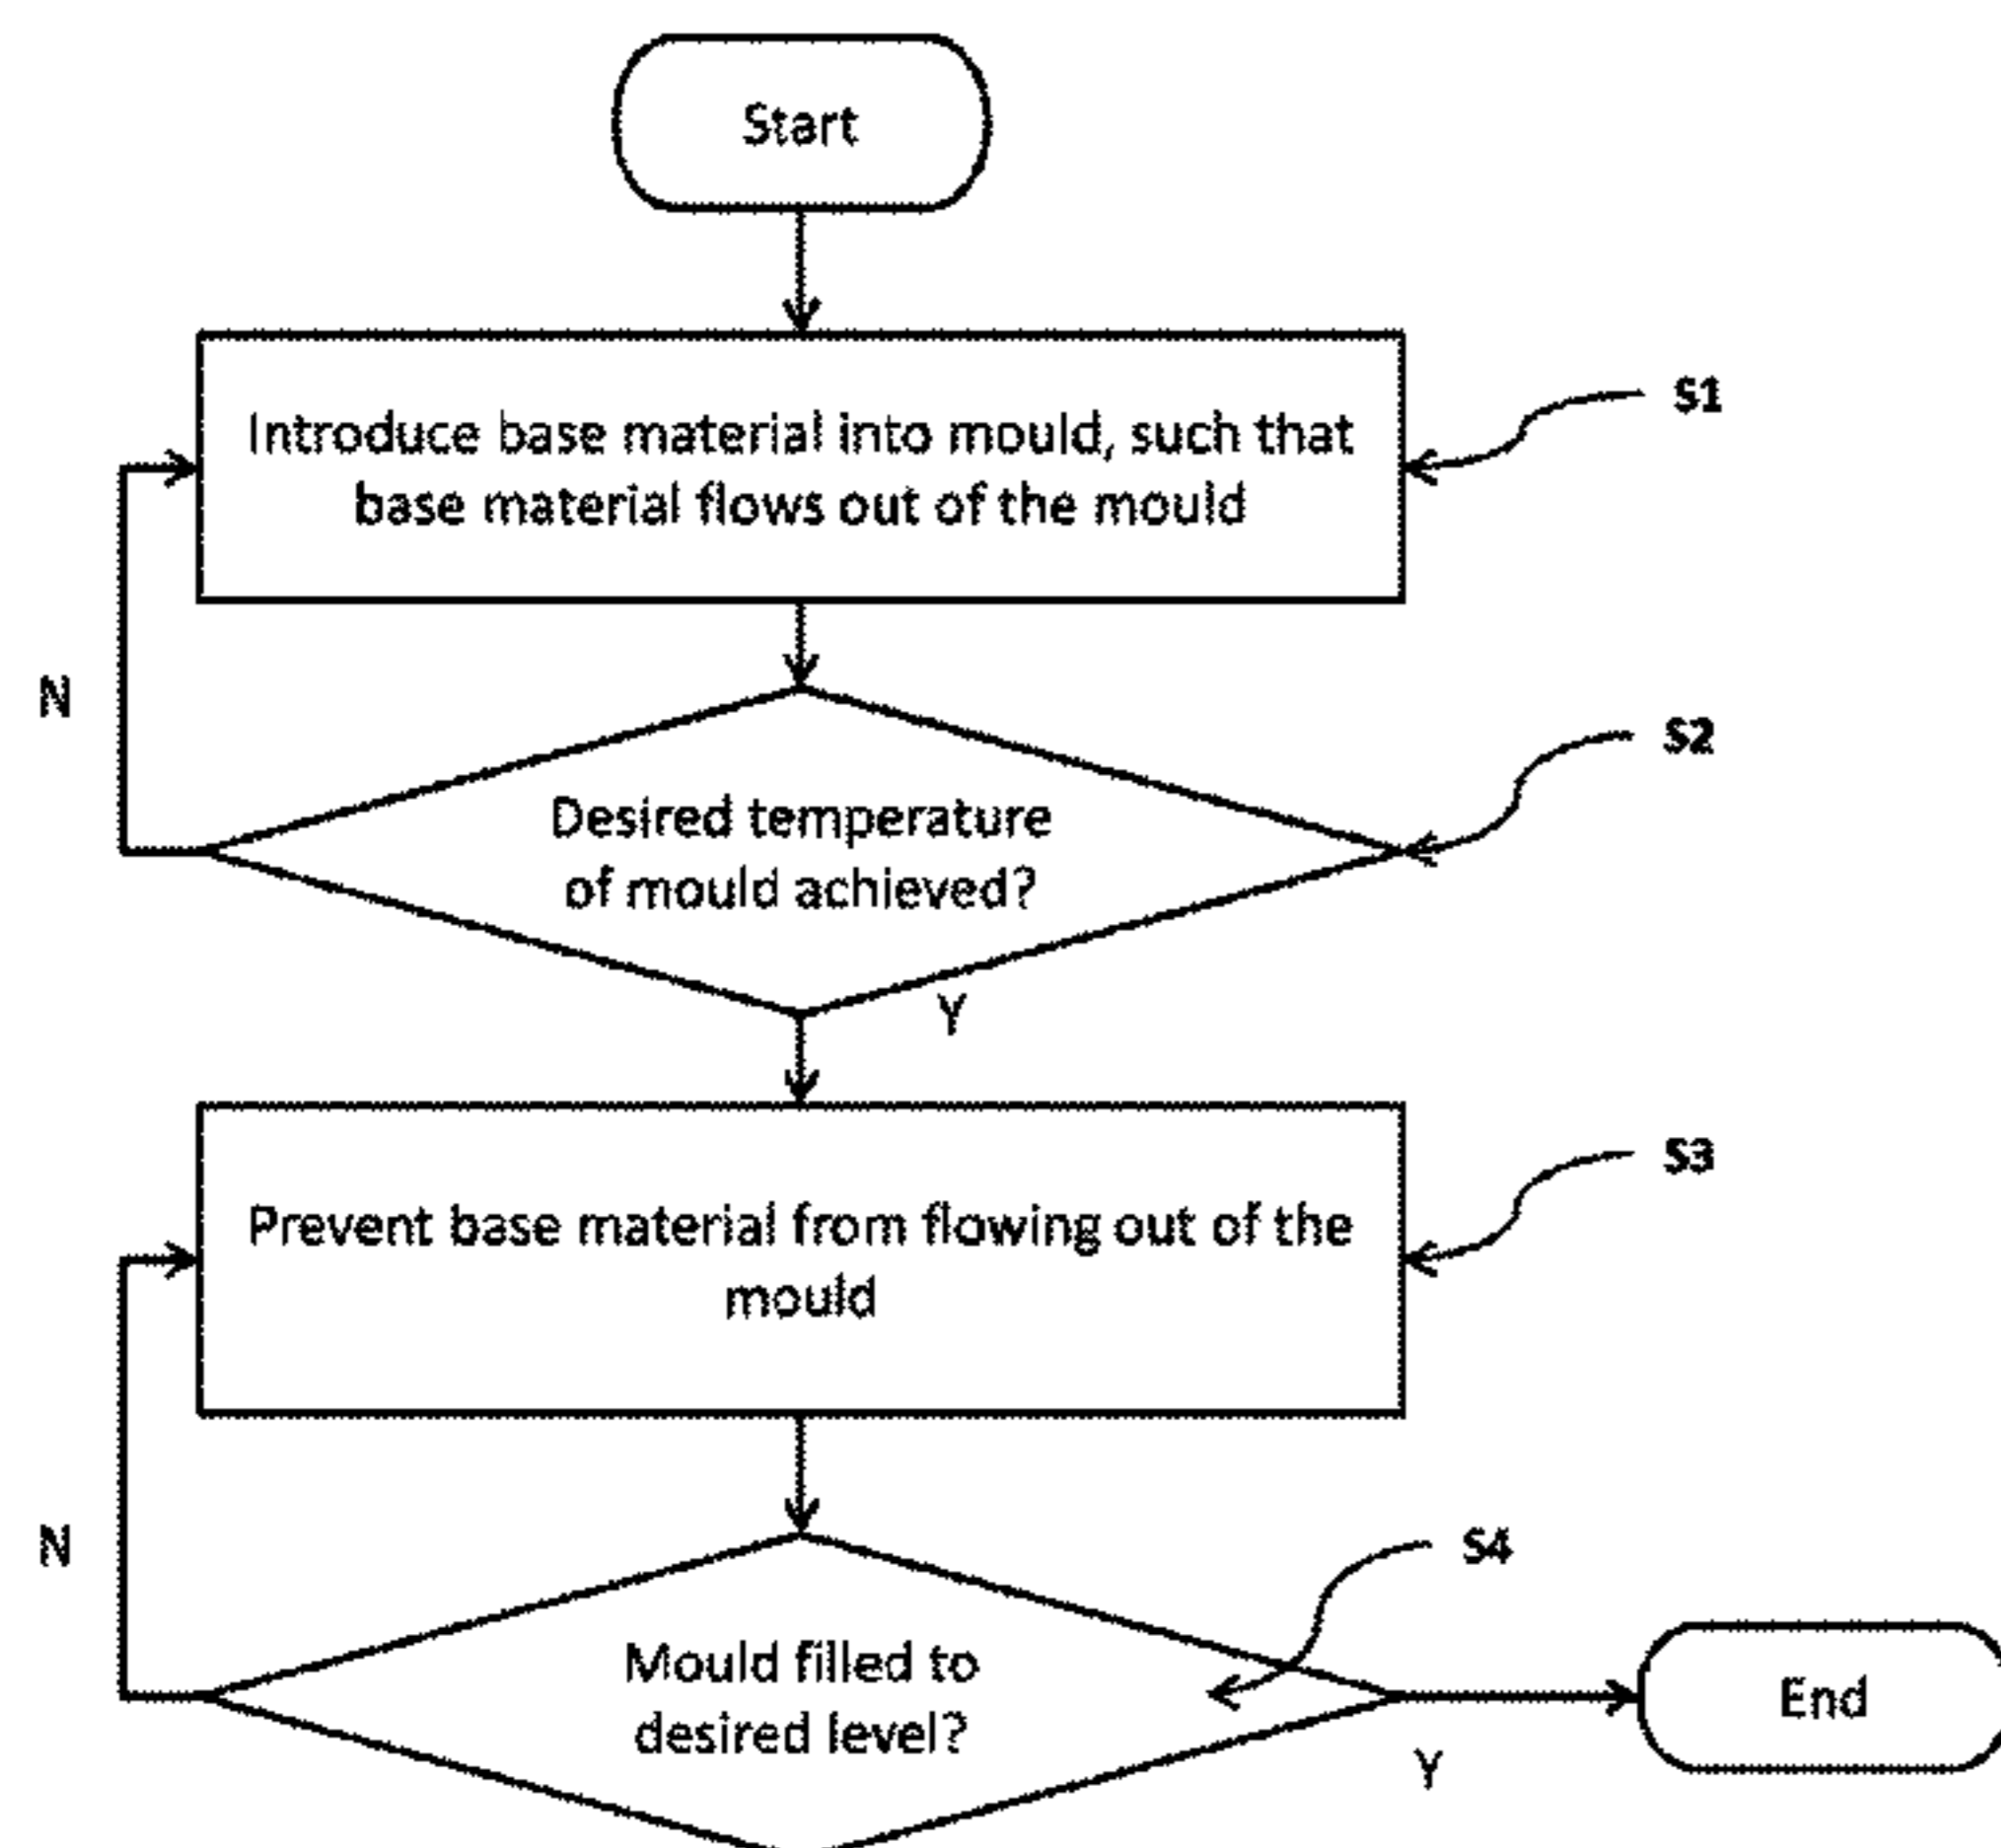 Start
Introduce base material into mould, such that
base material flows out of the mould
S1
N
S2
Desired temperature
of mould achieved?
Y
Prevent base material from flowing out of the
mould
S3
N
S4
Mould filled to
desired level?
End
Y